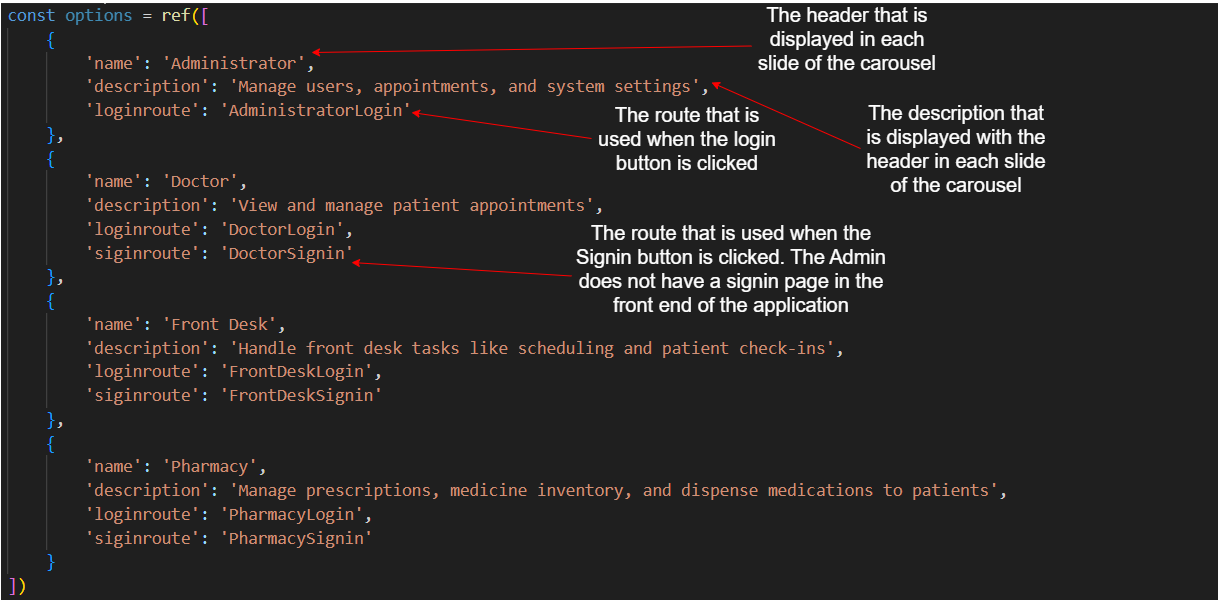 const options = ref([
{
'name': 'Administrator',
'description': 'Manage users, appointments, and system settings',
'loginroute': 'AdministratorLogin'
},
{
'name': 'Doctor',
'description': 'View and manage patient appointments',
'loginroute': 'DoctorLogin',
'siginroute': 'DoctorSignin'
},
{
'name': 'Front Desk',
'description': 'Handle front desk tasks like scheduling and patient check-ins',
'loginroute': 'FrontDeskLogin',
'siginroute': 'FrontDeskSignin'
},
{
'name': 'Pharmacy',
'description': 'Manage prescriptions, medicine inventory, and dispense medications to patients',
'loginroute': 'PharmacyLogin',
'siginroute': 'PharmacySignin'
}
])
The header that is
displayed in each
slide of the carousel
The route that is
used when the login
button is clicked
The description that
is displayed with the
header in each slide
of the carousel
The route that is used when the
Signin button is clicked. The Admin
does not have a signin page in the
front end of the application